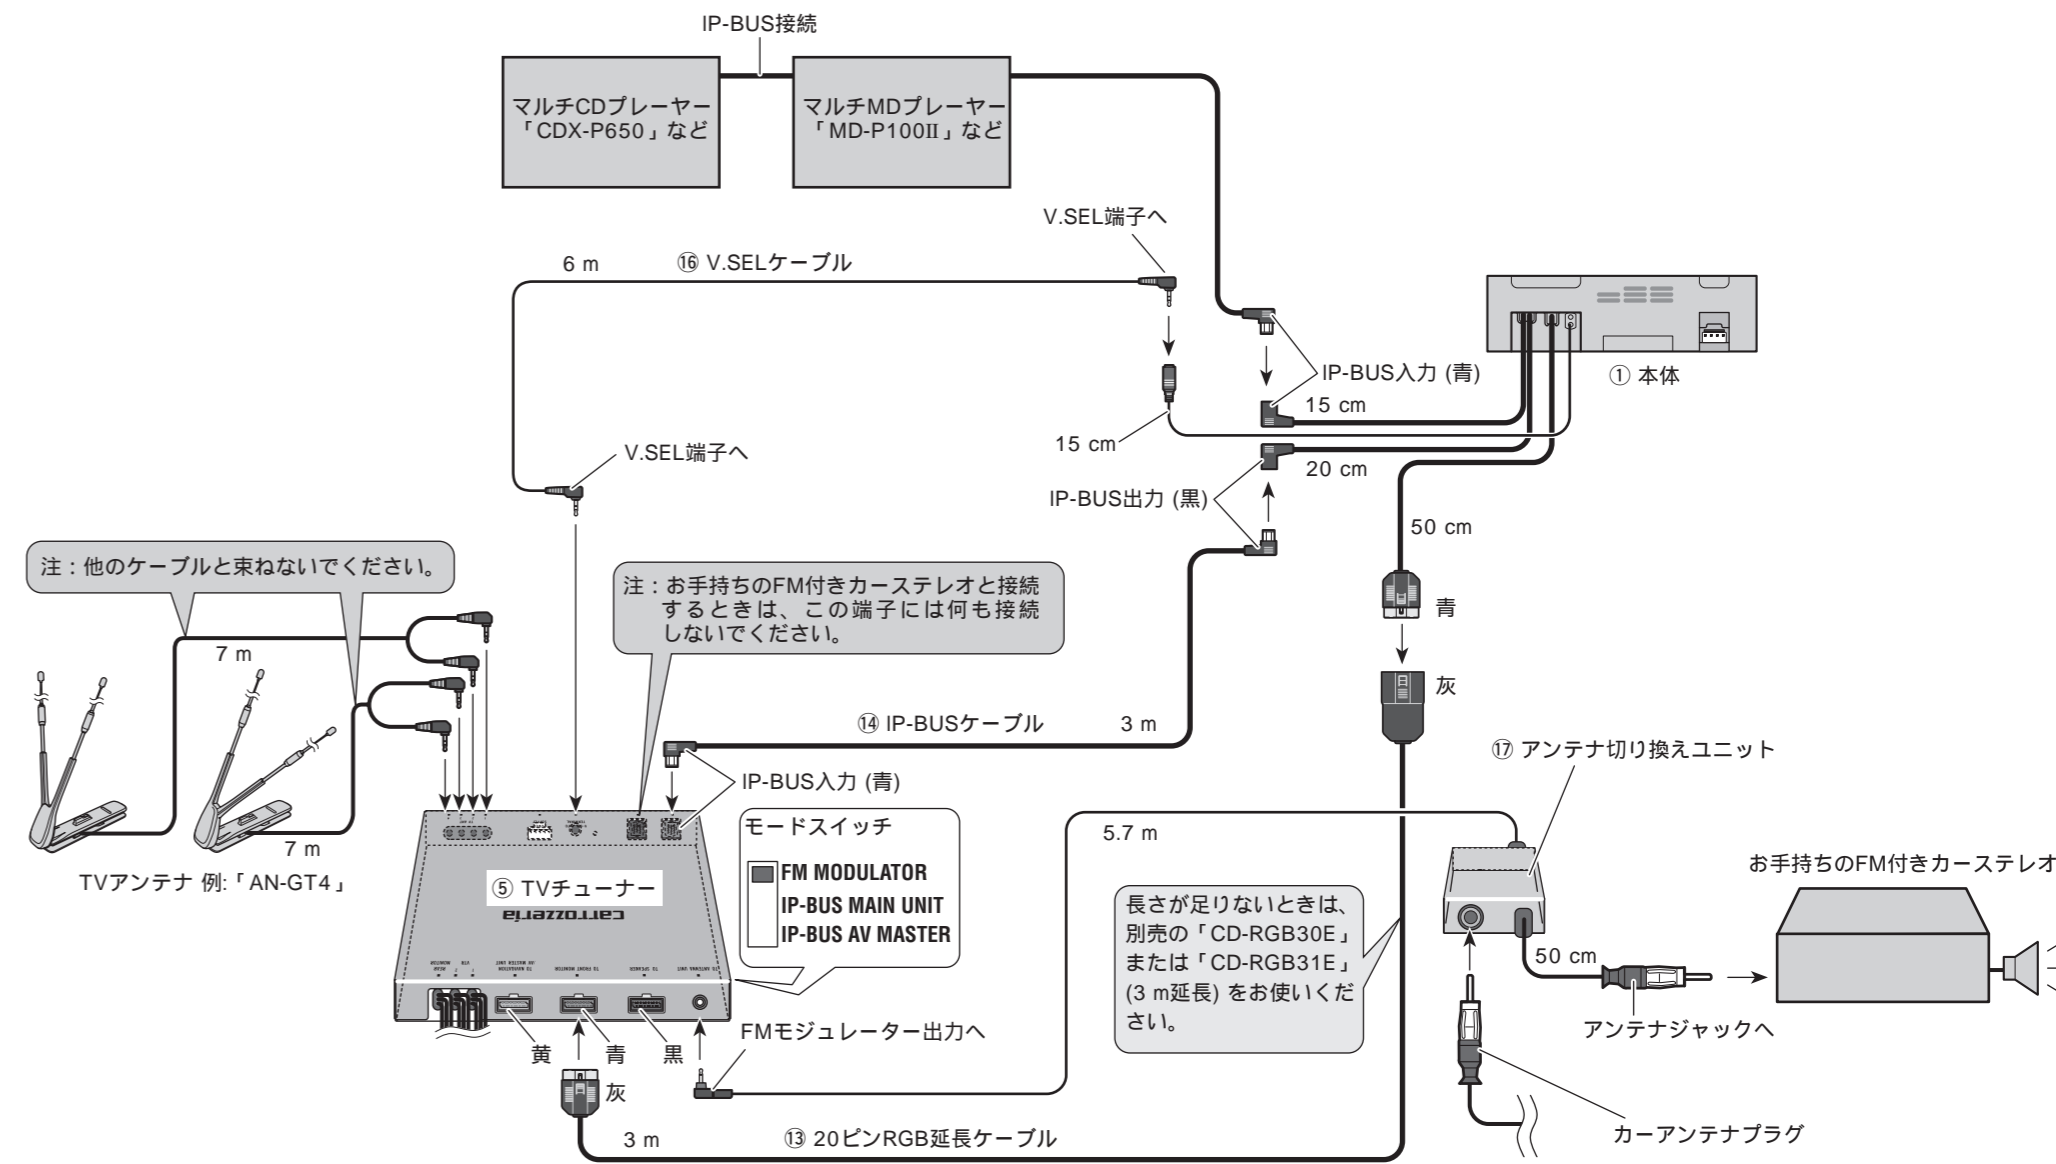 IP-BUS接続
マルチCDプレーヤー
「CDX-P650」など
マルチMDプレーヤー
「MD-P100II」など
V.SEL端子へ
6 m
⑯ V.SELケーブル
IP-BUS入力 (青)
① 本体
15 cm
15 cm
V.SEL端子へ
20 cm
IP-BUS出力 (黒)
50 cm
注：他のケーブルと束ねないでください。
注：お手持ちのFM付きカーステレオと接続
するときは、この端子には何も接続
しないでください。
青
7 m
灰
⑭ IP-BUSケーブル
3 m
⑰ アンテナ切り換えユニット
IP-BUS入力 (青)
モードスイッチ
FM MODULATOR
IP-BUS MAIN UNIT
IP-BUS AV MASTER
5.7 m
7 m
TVアンテナ 例:「AN-GT4」
⑤ TVチューナー
carrozzeria
お手持ちのFM付きカーステレオ
長さが足りないときは、
別売の「CD-RGB30E」
または「CD-RGB31E」
(3 m延長) をお使いくだ
さい。
50 cm
REAR MONITOR
VTR
TO NAVIGATION
/AV MASTER UNIT
TO FRONT MONITOR
TO SPEAKER
TO ANTENNA UNIT
アンテナジャックへ
FMモジュレーター出力へ
黄
青
黒
灰
カーアンテナプラグ
3 m
⑬ 20ピンRGB延長ケーブル